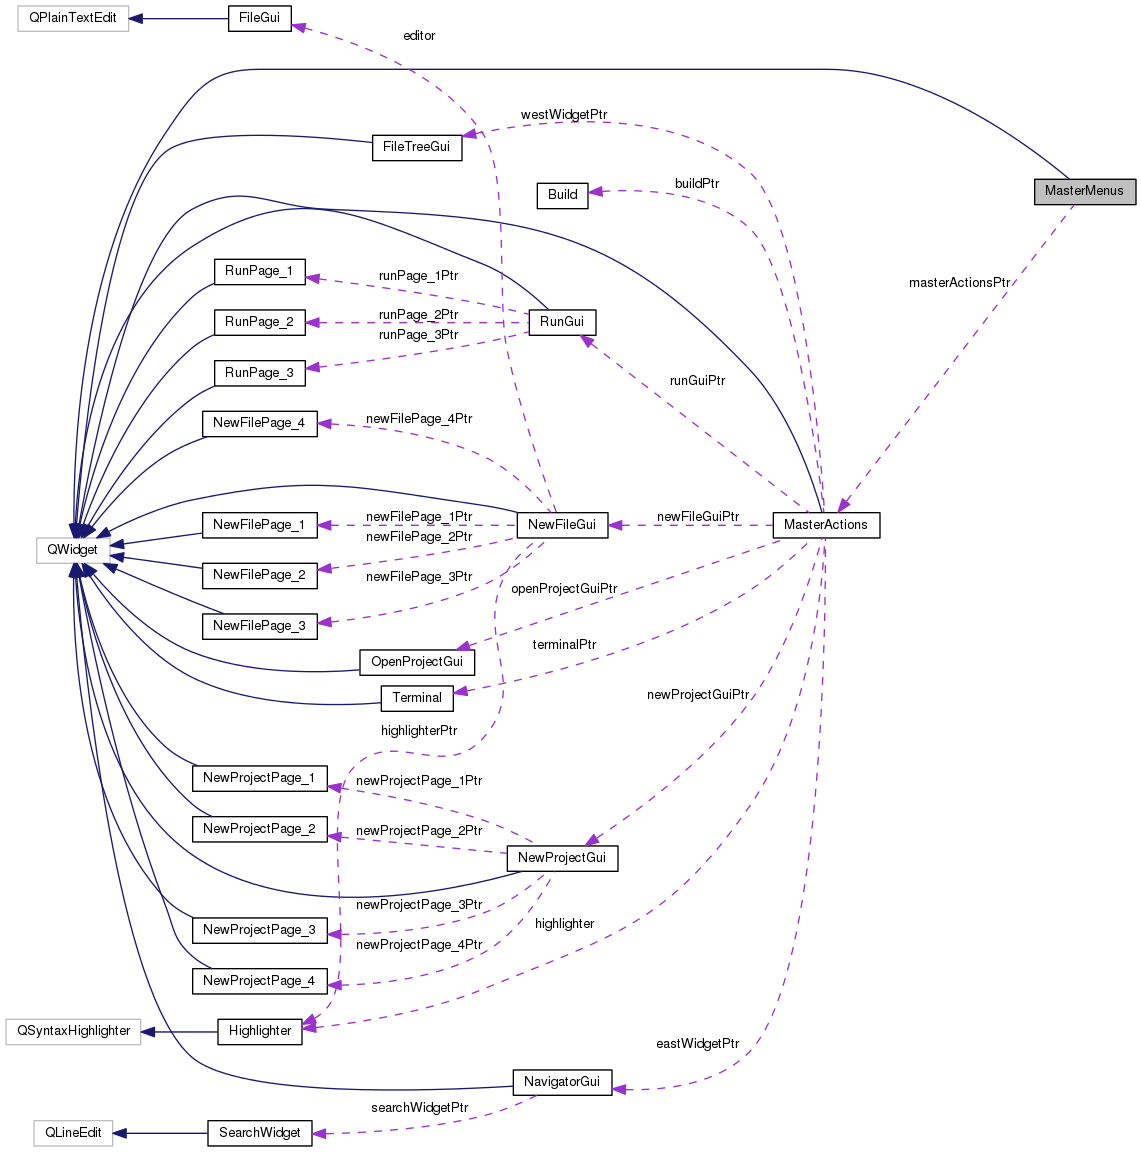 QPlainTextEdit
FileGui
editor
westWidgetPtr
FileTreeGui
buildPtr
Build
MasterMenus
masterActionsPtr
RunPage_1
runPage_1Ptr
RunPage_2
runPage_2Ptr
RunGui
runPage_3Ptr
RunPage_3
runGuiPtr
NewFilePage_4
newFilePage_4Ptr
NewFilePage_1
newFilePage_1Ptr
NewFileGui
newFileGuiPtr
MasterActions
newFilePage_2Ptr
QWidget
NewFilePage_2
newFilePage_3Ptr
openProjectGuiPtr
NewFilePage_3
terminalPtr
OpenProjectGui
Terminal
newProjectGuiPtr
highlighterPtr
NewProjectPage_1
newProjectPage_1Ptr
NewProjectPage_2
newProjectPage_2Ptr
NewProjectGui
newProjectPage_3Ptr
NewProjectPage_3
highlighter
newProjectPage_4Ptr
NewProjectPage_4
QSyntaxHighlighter
Highlighter
eastWidgetPtr
NavigatorGui
searchWidgetPtr
QLineEdit
SearchWidget